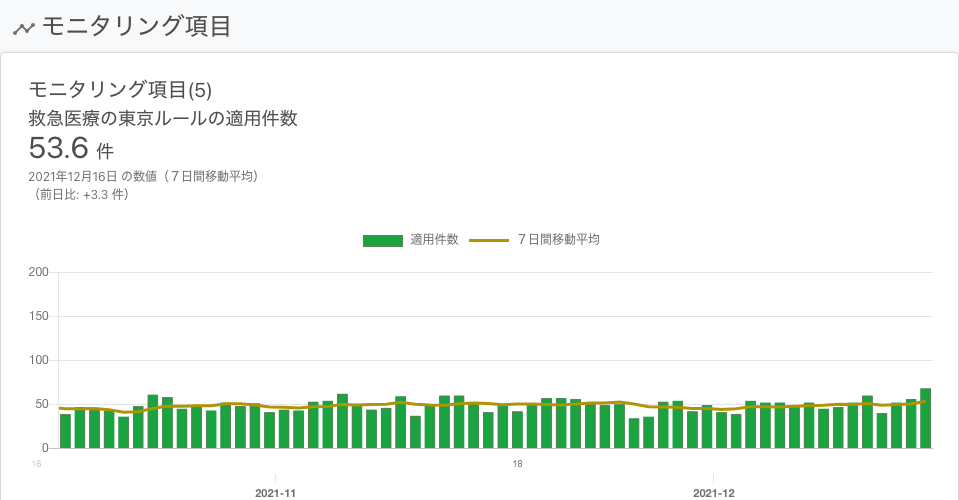 モニタリング項目
モニタリング項目(5)
救急医療の東京ルールの適用件数
53.6 件
2021年12月16日 の数値（７日間移動平均）
（前日比: +3.3 件）
適用件数 ７日間移動平均
200
150
100
50
0
16 18
2021-11 2021-12